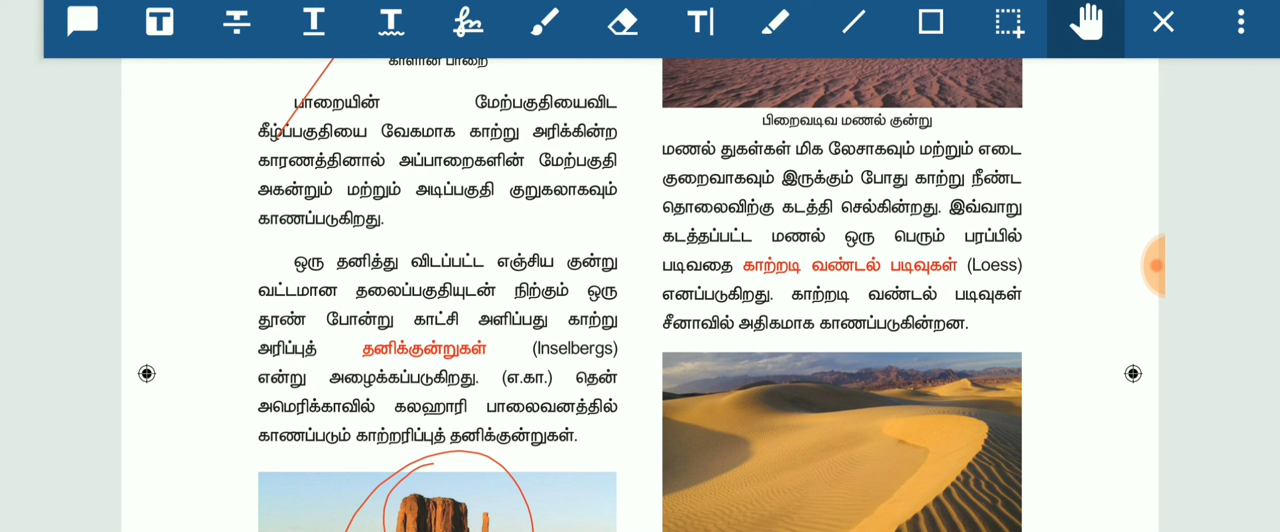 காளான் பாறை
பாறையின் மேற்பகுதியைவிட
கீழ்ப்பகுதியை வேகமாக காற்று அரிக்கின்ற
காரணத்தினால் அப்பாறைகளின் மேற்பகுதி
அகன்றும் மற்றும் அடிப்பகுதி குறுகலாகவும்
காணப்படுகிறது.
ஒரு தனித்து விடப்பட்ட எஞ்சிய குன்று
வட்டமான தலைப்பகுதியுடன் நிற்கும் ஒரு
தூண் போன்று காட்சி அளிப்பது காற்று
அரிப்புத் தனிக்குன்றுகள் (Inselbergs)
என்று அழைக்கப்படுகிறது. (எ.கா.) தென்
அமெரிக்காவில் கலஹாரி பாலைவனத்தில்
காணப்படும் காற்றரிப்புத் தனிக்குன்றுகள்.
பிறைவடிவ மணல் குன்று
மணல் துகள்கள் மிக லேசாகவும் மற்றும் எடை
குறைவாகவும் இருக்கும் போது காற்று நீண்ட
தொலைவிற்கு கடத்தி செல்கின்றது. இவ்வாறு
கடத்தப்பட்ட மணல் ஒரு பெரும் பரப்பில்
படிவதை காற்றடி வண்டல் படிவுகள் (Loess)
எனப்படுகிறது. காற்றடி வண்டல் படிவுகள்
சீனாவில் அதிகமாக காணப்படுகின்றன.